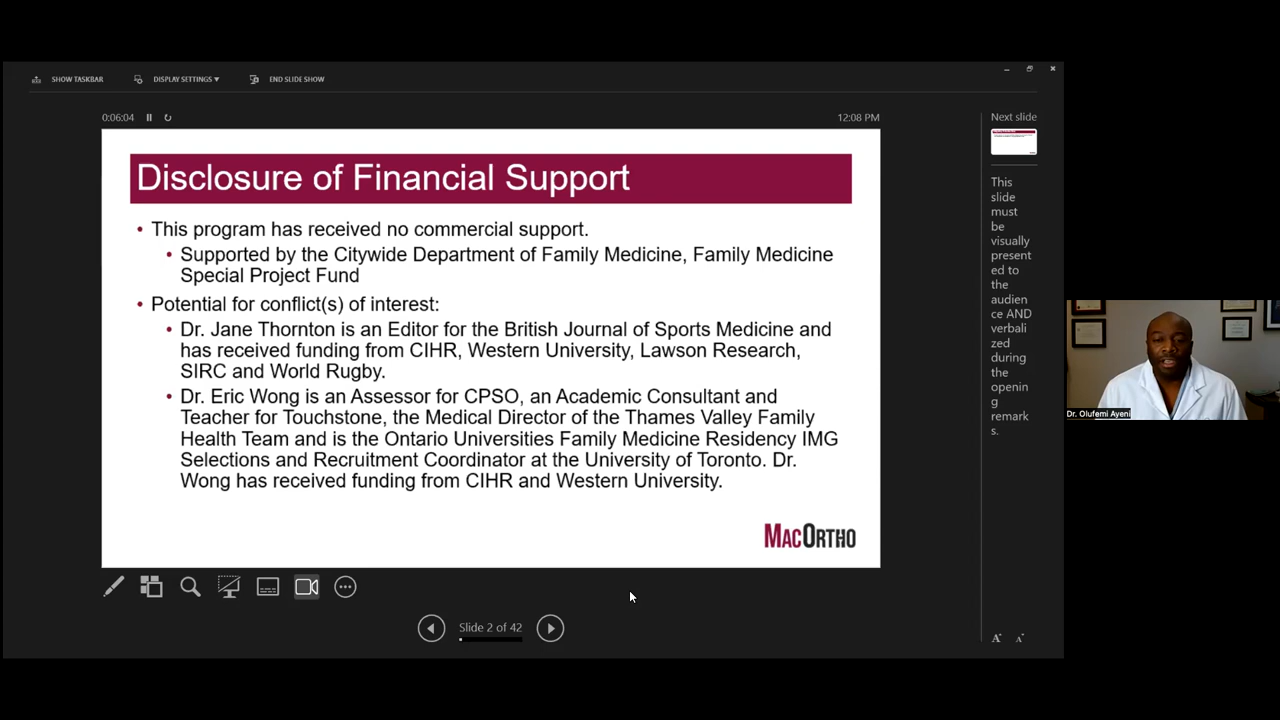 SHOW TASKBAR
DISPLAY SETTINGS ▾
END SLIDE SHOW
0:06:04
12:08 PM
Disclosure of Financial Support
• This program has received no commercial support.
• Supported by the Citywide Department of Family Medicine, Family Medicine
Special Project Fund
• Potential for conflict(s) of interest:
• Dr. Jane Thornton is an Editor for the British Journal of Sports Medicine and
has received funding from CIHR, Western University, Lawson Research,
SIRC and World Rugby.
• Dr. Eric Wong is an Assessor for CPSO, an Academic Consultant and
Teacher for Touchstone, the Medical Director of the Thames Valley Family
Health Team and is the Ontario Universities Family Medicine Residency IMG
Selections and Recruitment Coordinator at the University of Toronto. Dr.
Wong has received funding from CIHR and Western University.
MACORTHO
Slide 2 of 42
Next slide
This
slide
must
be
visually
present
ed to
the
audien
ce AND
verbali
zed
during
the
openin
g
remark
s.
A A
Dr. Olufemi Ayeni